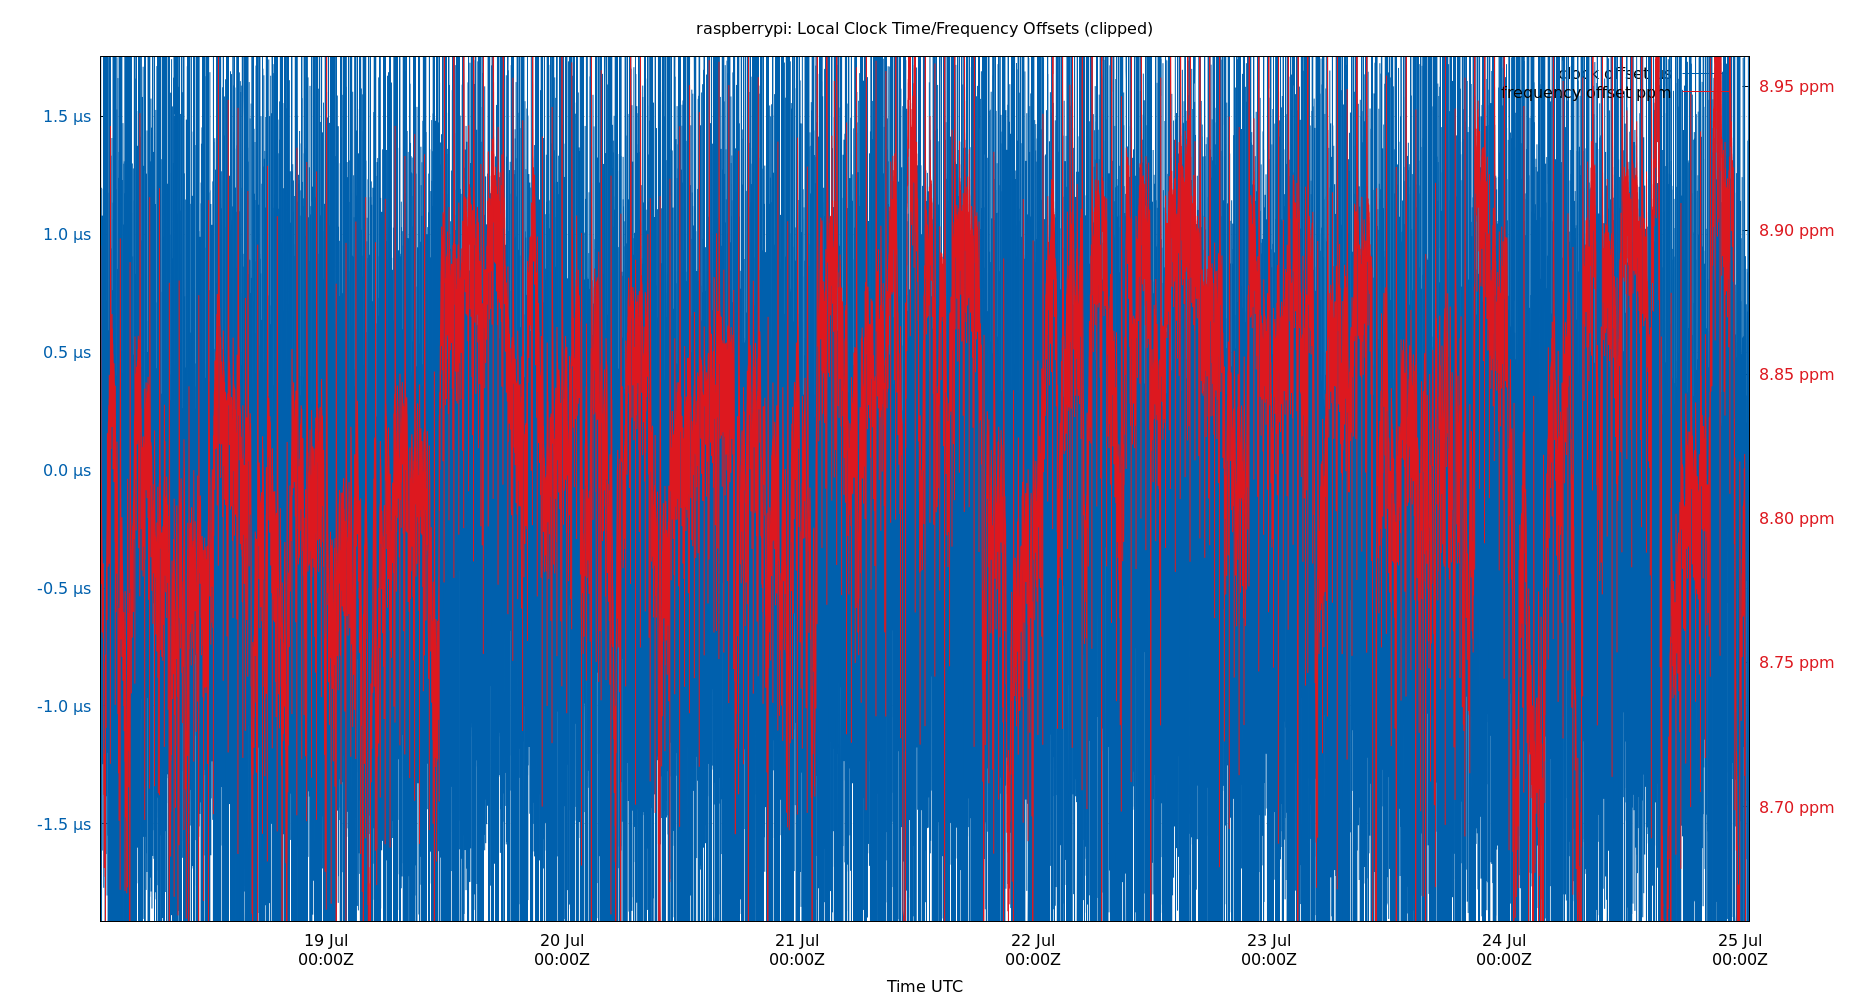 raspberrypi: Local Clock Time/Frequency Offsets (clipped)
clock offset μs
frequency offset ppm
1.5 μs
1.0 μs
0.5 μs
0.0 μs
-0.5 μs
-1.0 μs
-1.5 μs
8.95 ppm
8.90 ppm
8.85 ppm
8.80 ppm
8.75 ppm
8.70 ppm
19 Jul
00:00Z
20 Jul
00:00Z
21 Jul
00:00Z
22 Jul
00:00Z
23 Jul
00:00Z
24 Jul
00:00Z
25 Jul
00:00Z
Time UTC